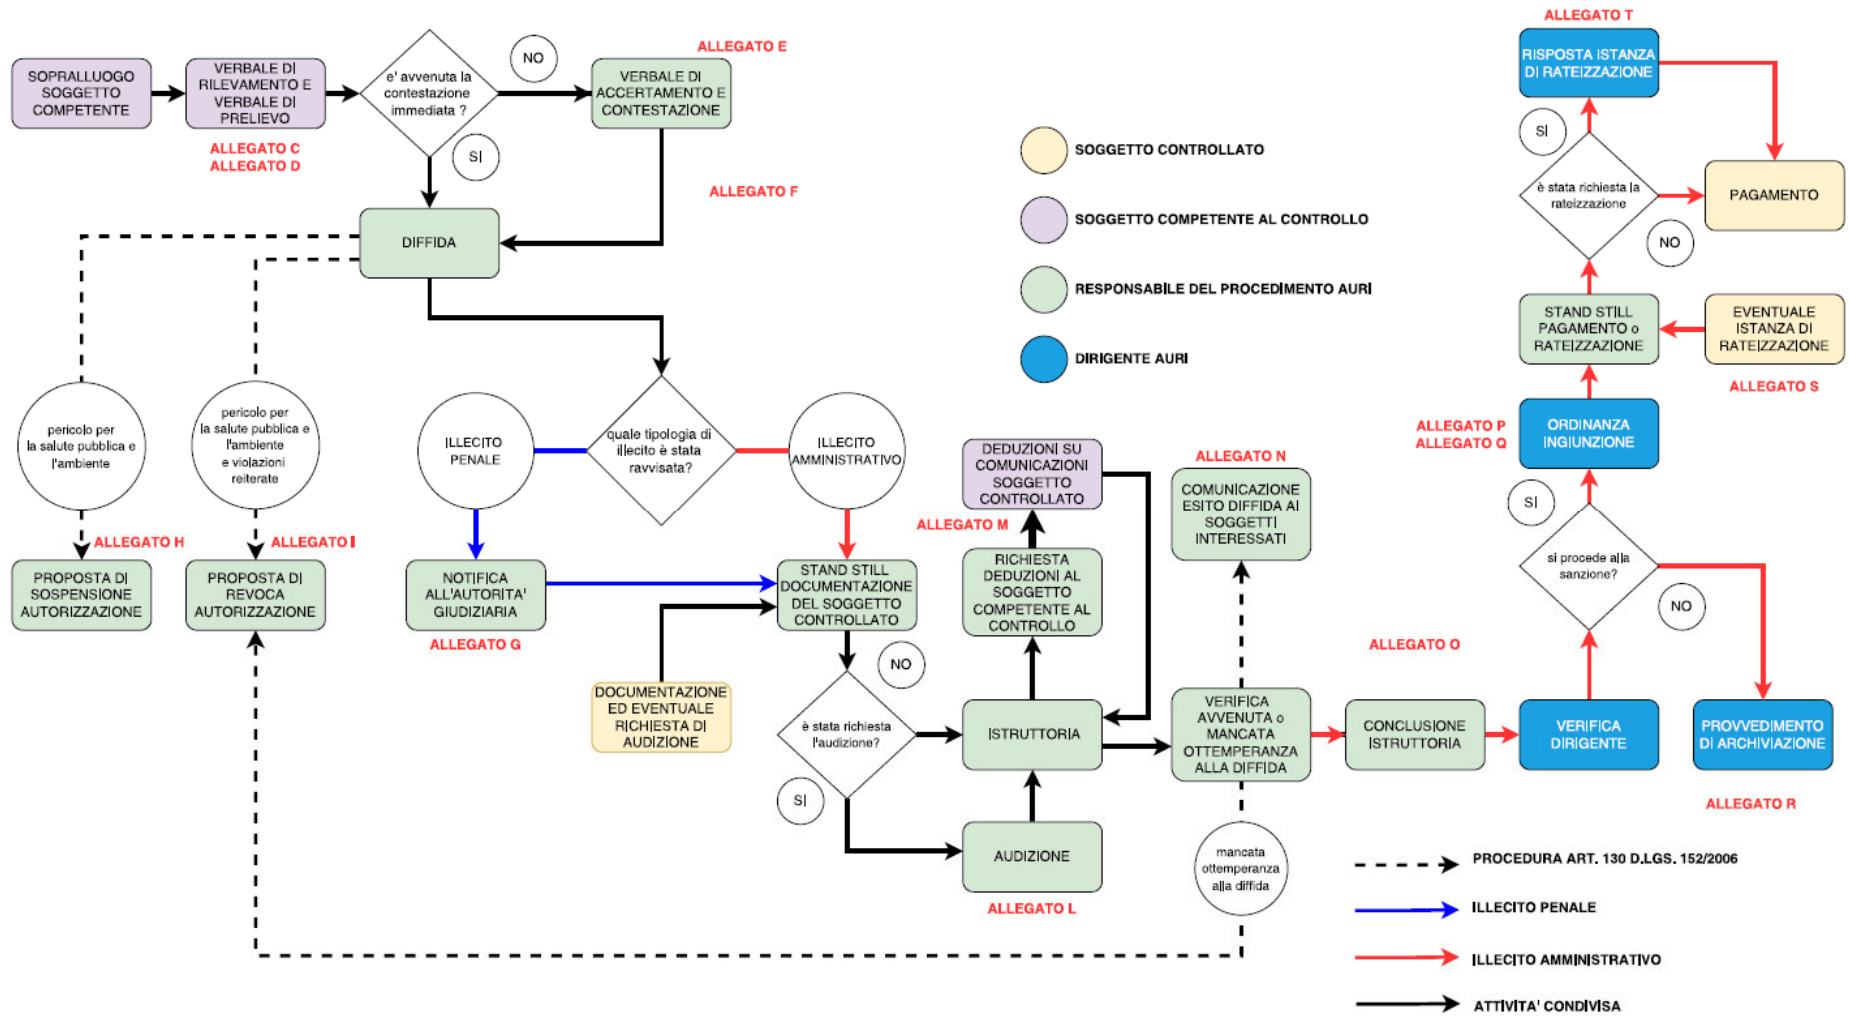 SOPRALLUOGO
SOGGETTO
COMPETENTE
VERBALE DI
RILEVAMENTO E
VERBALE DI
PRELIEVO
ALLEGATO C
ALLEGATO D
e' avvenuta la
contestazione
immediata ?
NO
SI
ALLEGATO E
VERBALE DI
ACCERTAMENTO E
CONTESTAZIONE
ALLEGATO F
DIFFIDA
pericolo per
la salute pubblica e
l'ambiente
pericolo per
la salute pubblica e
l'ambiente
e violazioni
reiterate
ALLEGATO H
PROPOSTA DI
SOSPENSIONE
AUTORIZZAZIONE
ALLEGATO I
PROPOSTA DI
REVOCA
AUTORIZZAZIONE
ILLECITO
PENALE
quale tipologia di
illecito è stata
ravvisata?
ILLECITO
AMMINISTRATIVO
NOTIFICA
ALL'AUTORITA'
GIUDIZIARIA
ALLEGATO G
STAND STILL
DOCUMENTAZIONE
DEL SOGGETTO
CONTROLLATO
DOCUMENTAZIONE
ED EVENTUALE
RICHIESTA DI
AUDIZIONE
NO
è stata richiesta
l'audizione?
SI
DEDUZIONI SU
COMUNICAZIONI
SOGGETTO
CONTROLLATO
ALLEGATO M
RICHIESTA
DEDUZIONI AL
SOGGETTO
COMPETENTE AL
CONTROLLO
ISTRUTTORIA
AUDIZIONE
ALLEGATO L
ALLEGATO N
COMUNICAZIONE
ESITO DIFFIDA AI
SOGGETTI
INTERESSATI
VERIFICA
AVVENUTA o
MANCATA
OTTEMPERANZA
ALLA DIFFIDA
mancata
ottemperanza
alla diffida
ALLEGATO O
CONCLUSIONE
ISTRUTTORIA
VERIFICA
DIRIGENTE
PROVVEDIMENTO
DI ARCHIVIAZIONE
ALLEGATO R
si procede alla
sanzione?
SI
NO
ALLEGATO P
ALLEGATO Q
ORDINANZA
INGIUNZIONE
STAND STILL
PAGAMENTO o
RATEIZZAZIONE
EVENTUALE
ISTANZA DI
RATEIZZAZIONE
ALLEGATO S
è stata richiesta la
rateizzazione
SI
NO
PAGAMENTO
ALLEGATO T
RISPOSTA ISTANZA
DI RATEIZZAZIONE
SOGGETTO CONTROLLATO
SOGGETTO COMPETENTE AL CONTROLLO
RESPONSABILE DEL PROCEDIMENTO AURI
DIRIGENTE AURI
PROCEDURA ART. 130 D.LGS. 152/2006
ILLECITO PENALE
ILLECITO AMMINISTRATIVO
ATTIVITA' CONDIVISA